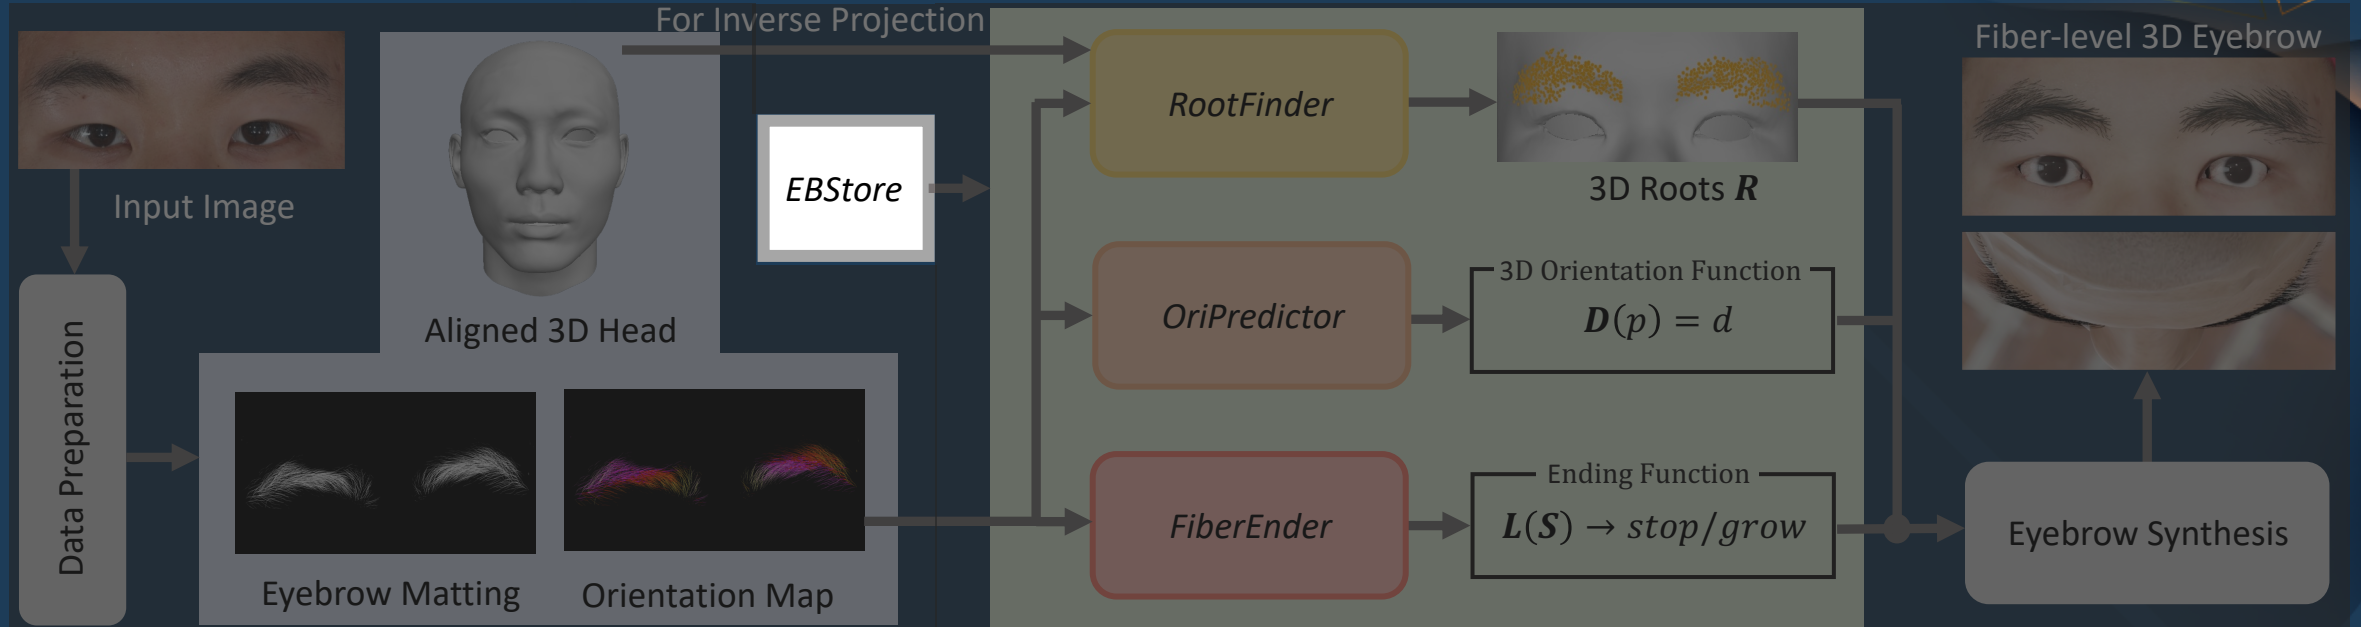 For Inverse Projection
Input Image
Aligned 3D Head
EBStore
Data Preparation
Eyebrow Matting
Orientation Map
RootFinder
3D Roots R
OriPredictor
3D Orientation Function
D(p) = d
FiberEnder
Ending Function
L(S) → stop/grow
Fiber-level 3D Eyebrow
Eyebrow Synthesis